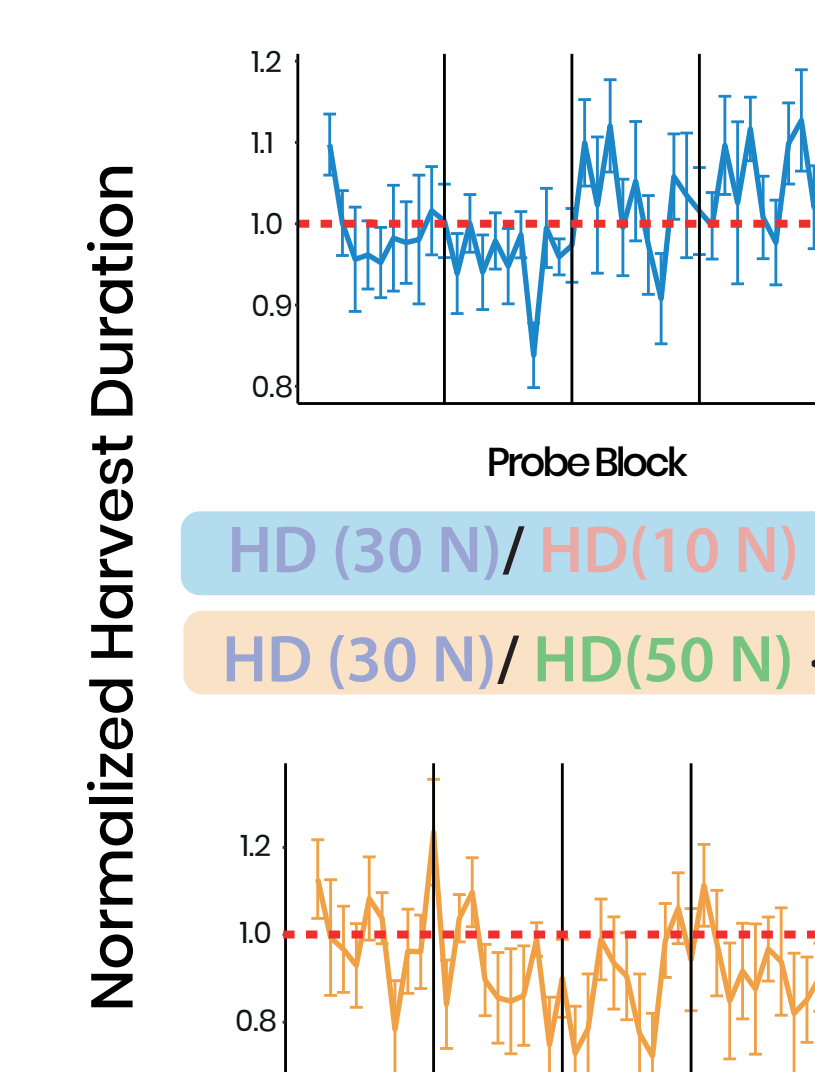 Normalized Harvest Duration
1.2
1.1
1.0
0.9
0.8
Probe Block
HD (30 N)/ HD(10 N)
HD (30 N)/ HD(50 N)
1.2
1.0
0.8